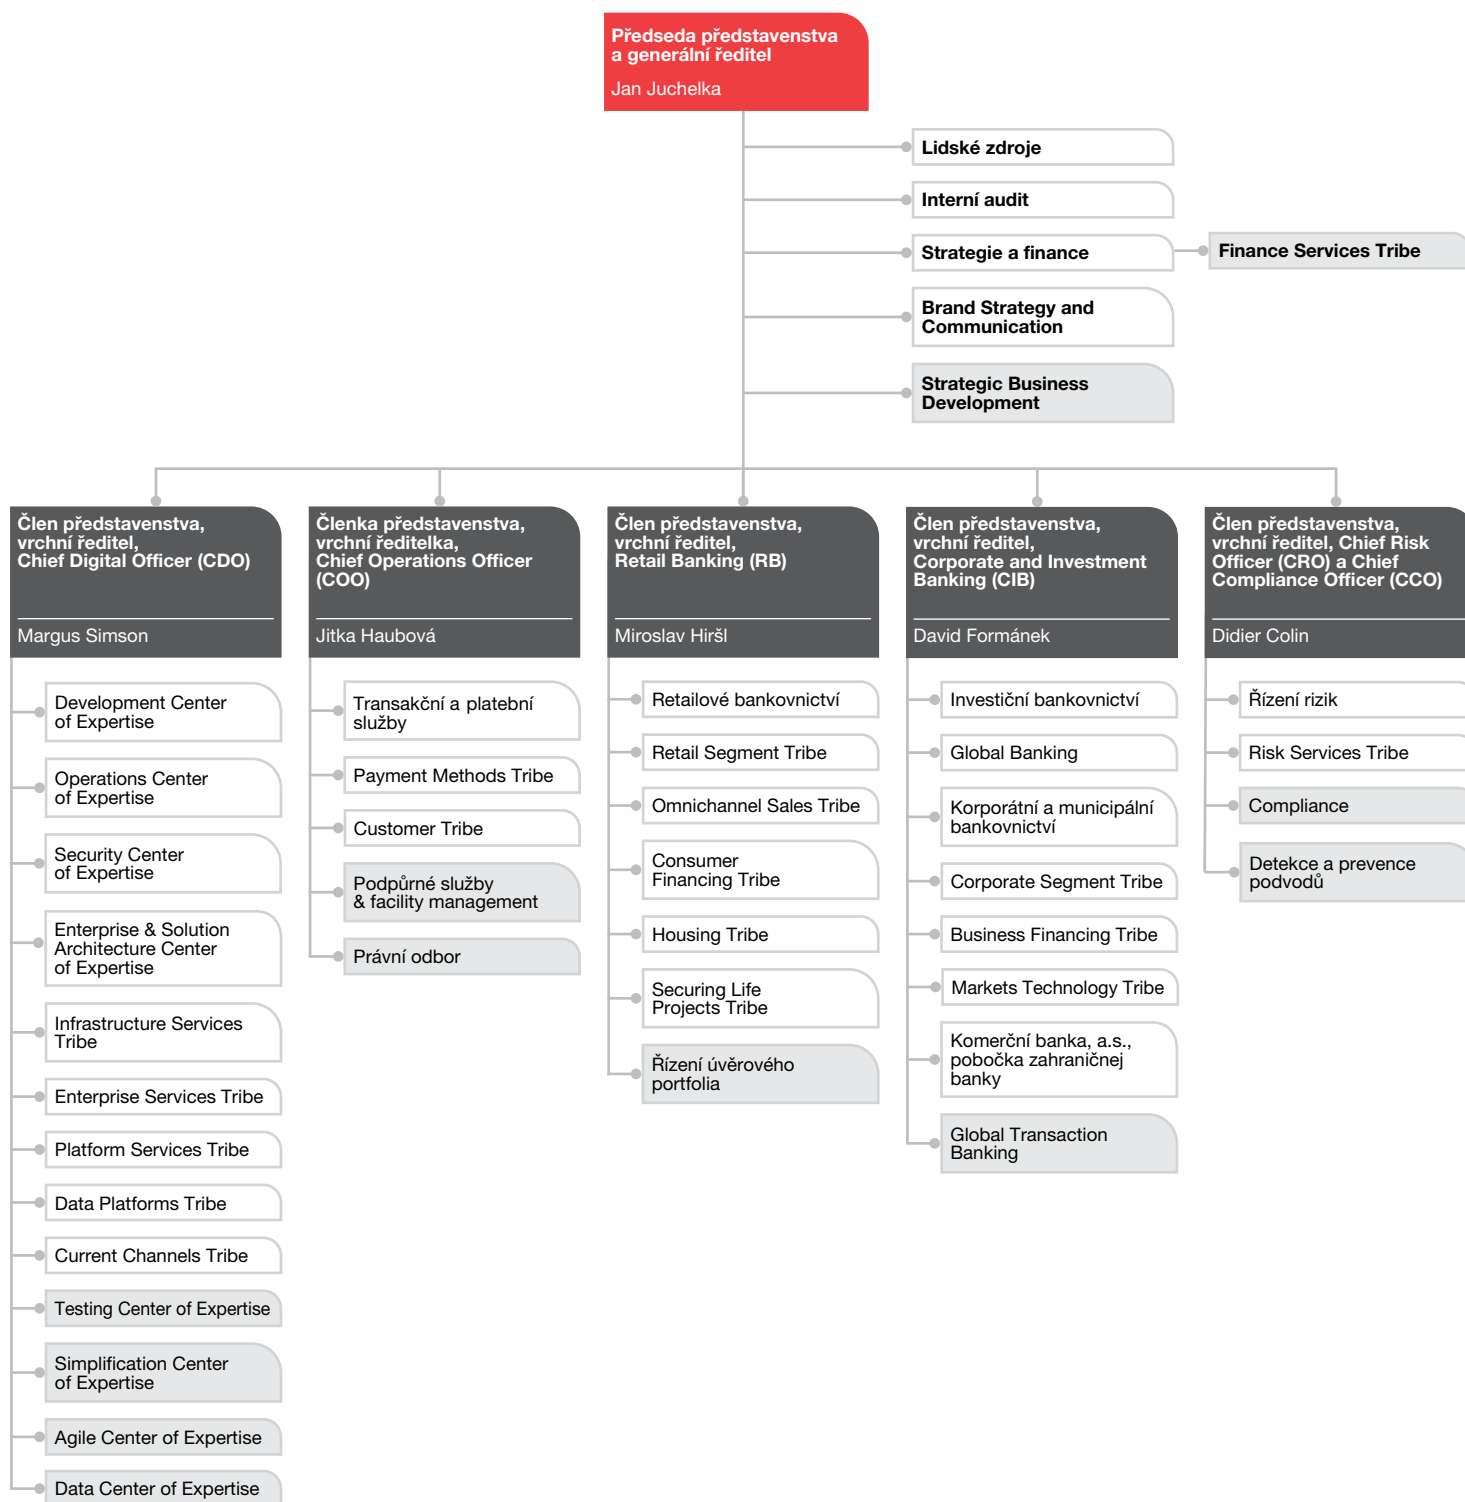 Předseda představenstva
a generální ředitel
Jan Juchelka
Lidské zdroje
Interní audit
Strategie a finance
Finance Services Tribe
Brand Strategy and
Communication
Strategic Business
Development
Člen představenstva,
vrchní ředitel,
Chief Digital Officer (CDO)
Margus Simson
Development Center
of Expertise
Operations Center
of Expertise
Security Center
of Expertise
Enterprise & Solution
Architecture Center
of Expertise
Infrastructure Services
Tribe
Enterprise Services Tribe
Platform Services Tribe
Data Platforms Tribe
Current Channels Tribe
Testing Center of Expertise
Simplification Center
of Expertise
Agile Center of Expertise
Data Center of Expertise
Členka představenstva,
vrchní ředitelka,
Chief Operations Officer
(COO)
Jitka Haubová
Transakční a platební
služby
Payment Methods Tribe
Customer Tribe
Podpůrné služby
& facility management
Právní odbor
Člen představenstva,
vrchní ředitel,
Retail Banking (RB)
Miroslav Hiršl
Retailové bankovnictví
Retail Segment Tribe
Omnichannel Sales Tribe
Consumer
Financing Tribe
Housing Tribe
Securing Life
Projects Tribe
Řízení úvěrového
portfolia
Člen představenstva,
vrchní ředitel,
Corporate and Investment
Banking (CIB)
David Formánek
Investiční bankovnictví
Global Banking
Korporátní a municipální
bankovnictví
Corporate Segment Tribe
Business Financing Tribe
Markets Technology Tribe
Komerční banka, a.s.,
pobočka zahraničnej
banky
Global Transaction
Banking
Člen představenstva,
vrchní ředitel, Chief Risk
Officer (CRO) a Chief
Compliance Officer (CCO)
Didier Colin
Řízení rizik
Risk Services Tribe
Compliance
Detekce a prevence
podvodů